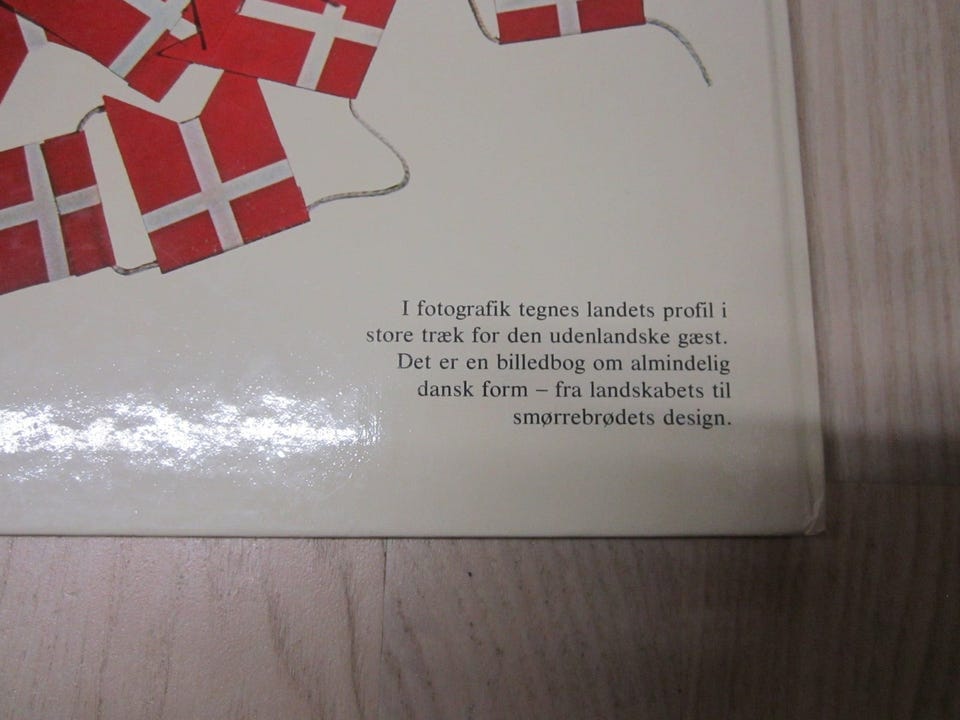 I fotografik tegnes landets profil i
store træk for den udenlandske gæst.
Det er en billedbog om almindelig
dansk form – fra landskabets til
smørrebrødets design.